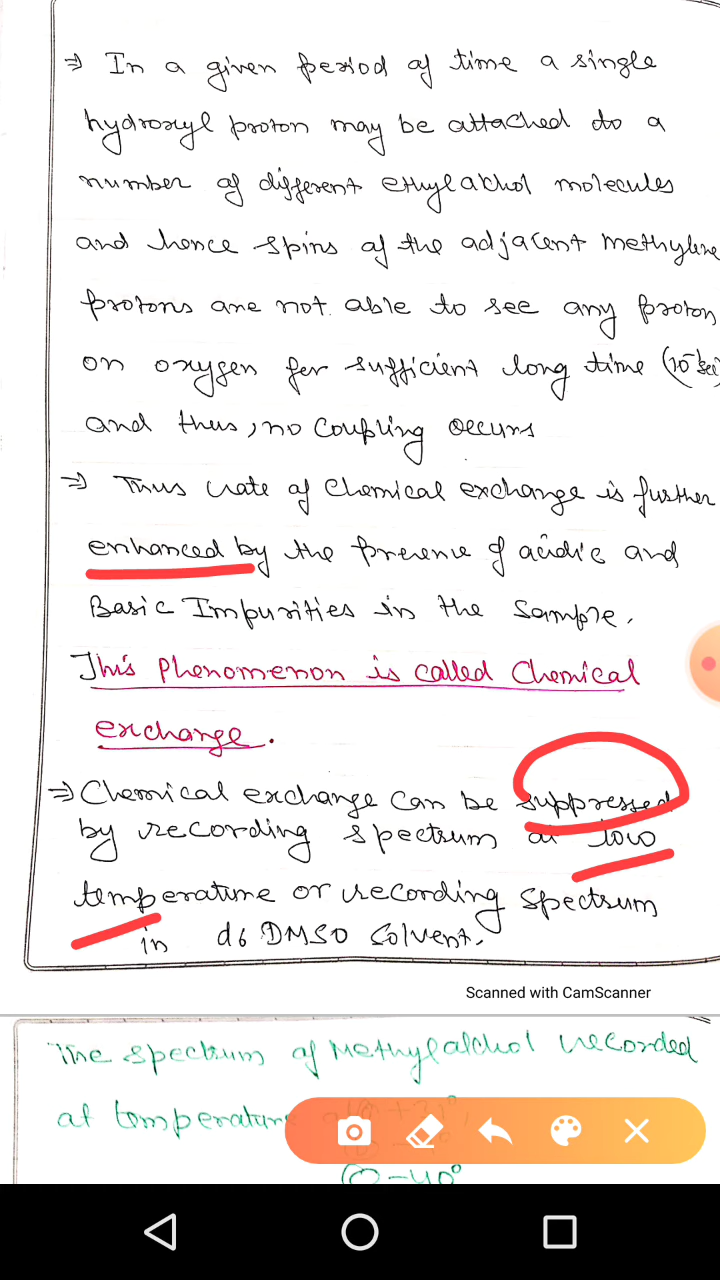 ⇒ In a given period of time a single
hydroxyl proton may be attached to a
number of different ethylalchol molecules
and hence spins of the adjacent methylene
protons are not able to see any proton
on oxygen for sufficient long time (10⁻¹ sec)
and thus, no coupling occurs
⇒ Thus rate of chemical exchange is further
enhanced by the presence of acidic and
Basic Impurities in the sample.
This Phenomenon is called Chemical
exchange.
⇒ Chemical exchange can be suppressed
by recording spectrum at low
temperature or recording spectrum
in d6 DMSO Solvent.
Scanned with CamScanner
The spectrum of Methylalchol recorded
at temperature
-40°